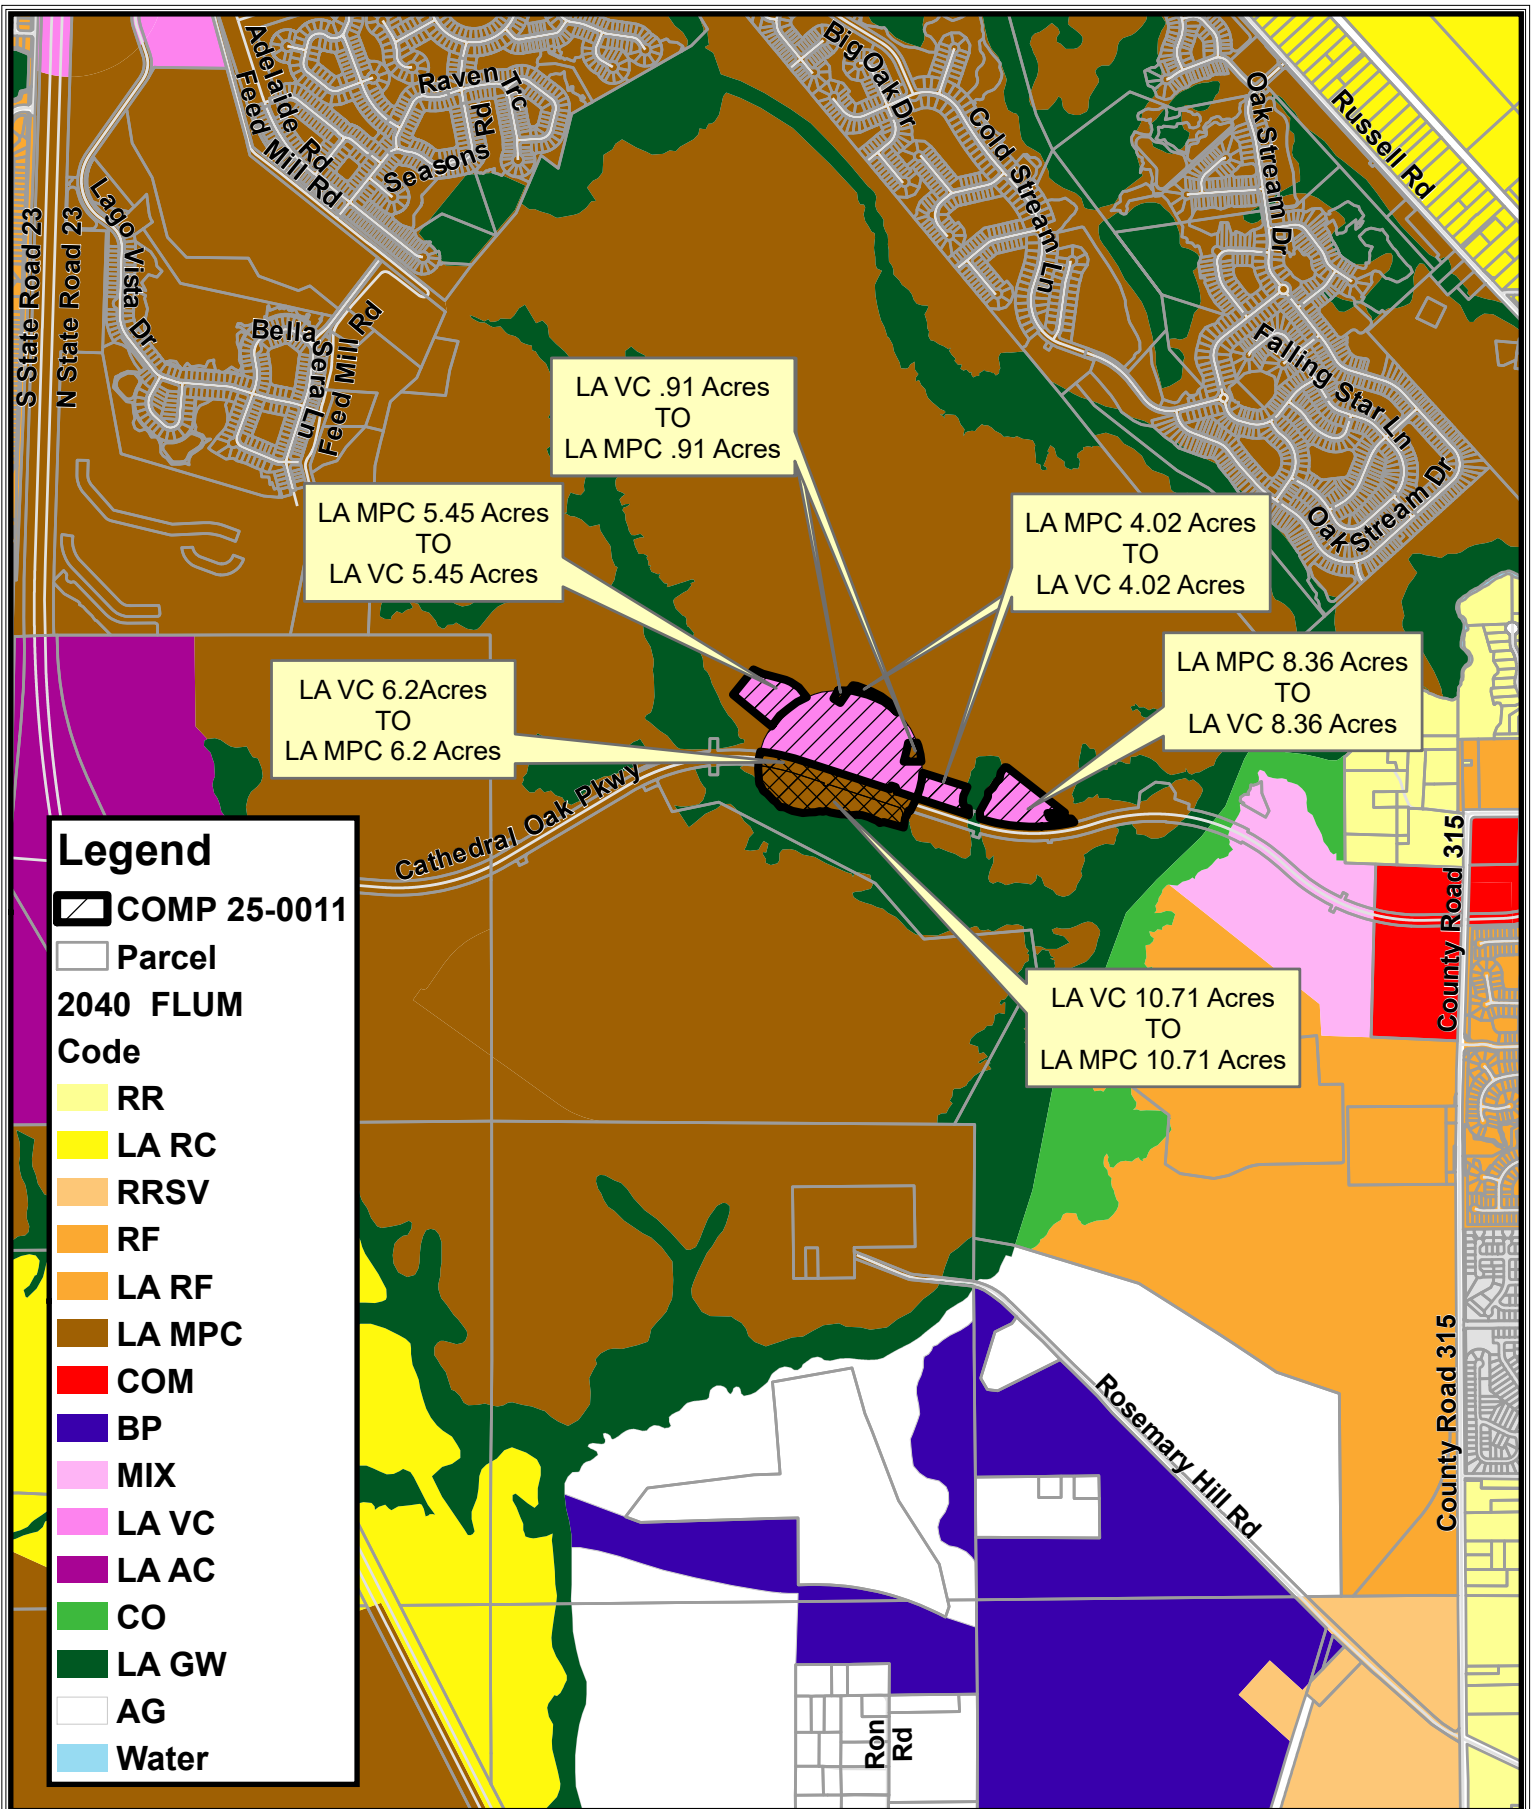 Adelaide Rd
Feed Mill Rd
Raven Trc
Seasons Rd
Big Oak Dr
Cold Stream Ln
Oak Stream Dr
Russell Rd
S State Road 23
N State Road 23
Lago Vista Dr
Bella Sera Ln
Feed Mill Rd
Falling Star Ln
Oak Stream Dr
LA VC .91 Acres
TO
LA MPC .91 Acres
LA MPC 5.45 Acres
TO
LA VC 5.45 Acres
LA MPC 4.02 Acres
TO
LA VC 4.02 Acres
LA VC 6.2Acres
TO
LA MPC 6.2 Acres
LA MPC 8.36 Acres
TO
LA VC 8.36 Acres
Cathedral Oak Pkwy
County Road 315
LA VC 10.71 Acres
TO
LA MPC 10.71 Acres
County Road 315
Rosemary Hill Rd
Ron
Rd
Legend
COMP 25-0011
Parcel
2040 FLUM
Code
RR
LA RC
RRSV
RF
LA RF
LA MPC
COM
BP
MIX
LA VC
LA AC
CO
LA GW
AG
Water